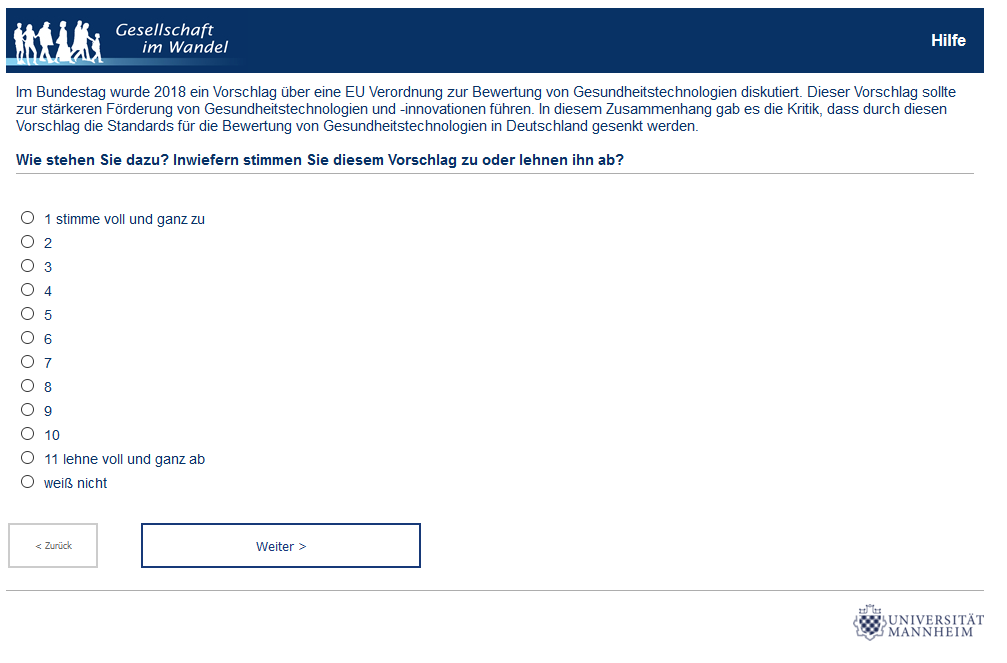 Gesellschaft
im Wandel
Hilfe
Im Bundestag wurde 2018 ein Vorschlag über eine EU Verordnung zur Bewertung von Gesundheitstechnologien diskutiert. Dieser Vorschlag sollte
zur stärkeren Förderung von Gesundheitstechnologien und -innovationen führen. In diesem Zusammenhang gab es die Kritik, dass durch diesen
Vorschlag die Standards für die Bewertung von Gesundheitstechnologien in Deutschland gesenkt werden.
Wie stehen Sie dazu? Inwiefern stimmen Sie diesem Vorschlag zu oder lehnen ihn ab?
1 stimme voll und ganz zu
2
3
4
5
6
7
8
9
10
11 lehne voll und ganz ab
weiß nicht
< Zurück
Weiter >
UNIVERSITÄT
MANNHEIM